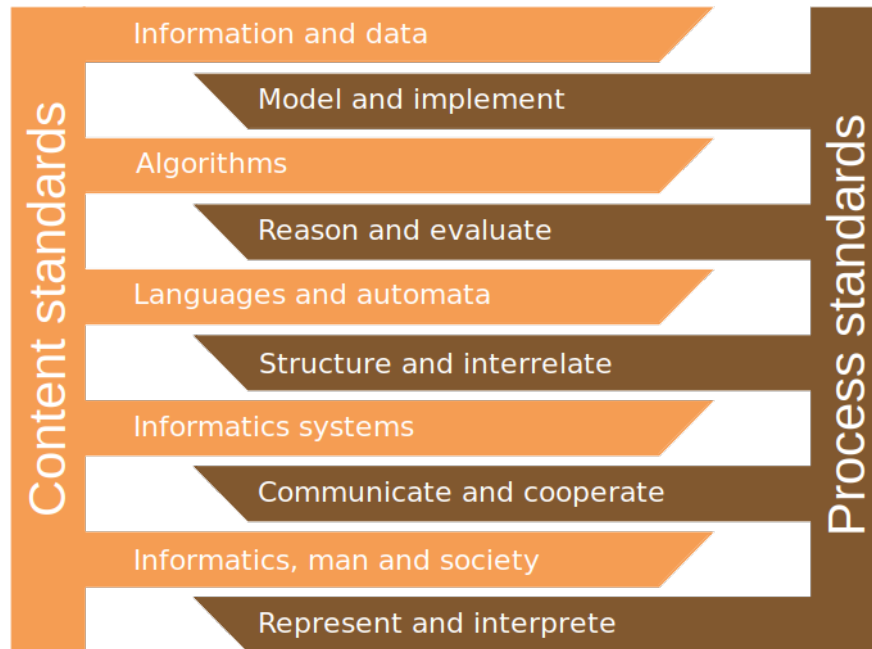 Content standards
Information and data
Model and implement
Algorithms
Reason and evaluate
Languages and automata
Structure and interrelate
Informatics systems
Communicate and cooperate
Informatics, man and society
Represent and interprete
Process standards